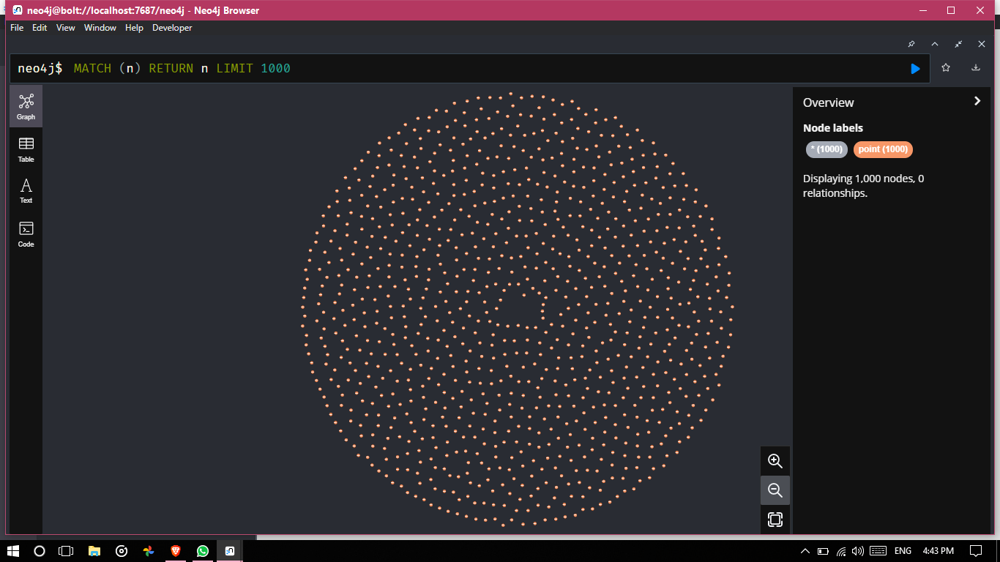 neo4j@bolt://localhost:7687/neo4j - Neo4j Browser
File Edit View Window Help Developer
neo4j$ MATCH (n) RETURN n LIMIT 1000
Graph
Table
Text
Code
Overview
Node labels
* (1000) point (1000)
Displaying 1,000 nodes, 0
relationships.
ENG 4:43 PM